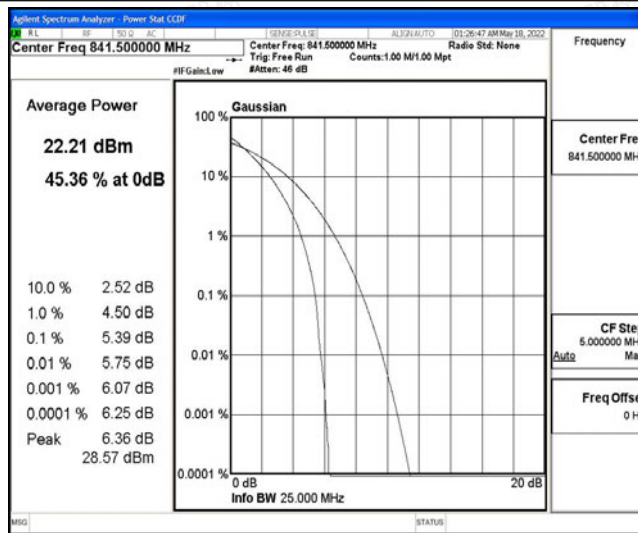 Agilent Spectrum Analyzer - Power Stat CCDF
RL RF 50 Ω AC SENSE:PULSE ALIGN AUTO 01:26:47 AM May 18, 2022
Center Freq 841.500000 MHz
Center Freq: 841.500000 MHz Radio Std: None
Trig: Free Run Counts:1.00 M/1.00 Mpt
#IFGain:Low #Atten: 46 dB
Frequency
Average Power
22.21 dBm
45.36 % at 0dB
10.0 % 2.52 dB
1.0 % 4.50 dB
0.1 % 5.39 dB
0.01 % 5.75 dB
0.001 % 6.07 dB
0.0001 % 6.25 dB
Peak 6.36 dB
28.57 dBm
Gaussian
100 %
10 %
1 %
0.1 %
0.01 %
0.001 %
0.0001 %
0 dB 20 dB
Info BW 25.000 MHz
Center Fre
841.500000 MH
CF Ste
5.000000 MH
Auto Ma
Freq Offse
0 H
MSG STATUS